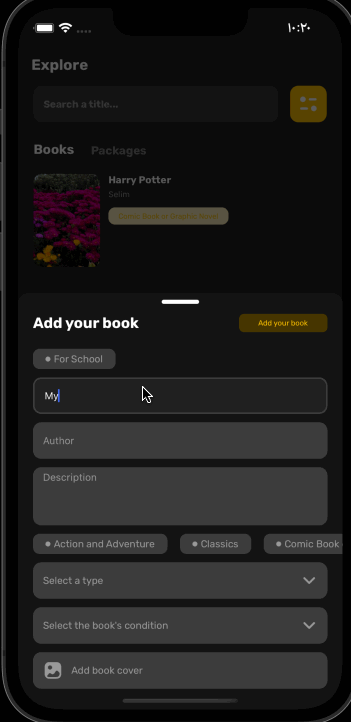 ١٠:٢٠
Explore
Search a title...
Books Packages
Harry Potter
Salim
Comic Book or Graphic Novel
Add your book Add your book
For School
My
Author
Description
Action and Adventure Classics Comic Book
Select a type
Select the book's condition
Add book cover